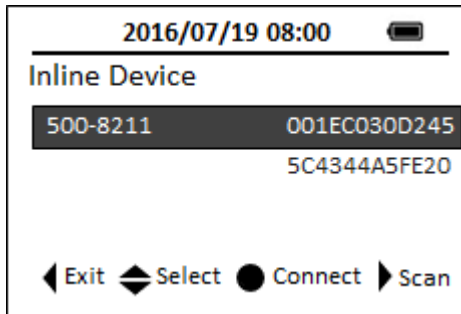 2016/07/19 08:00
Inline Device
500-8211 001EC030D245
5C4344A5FE20
Exit Select Connect Scan